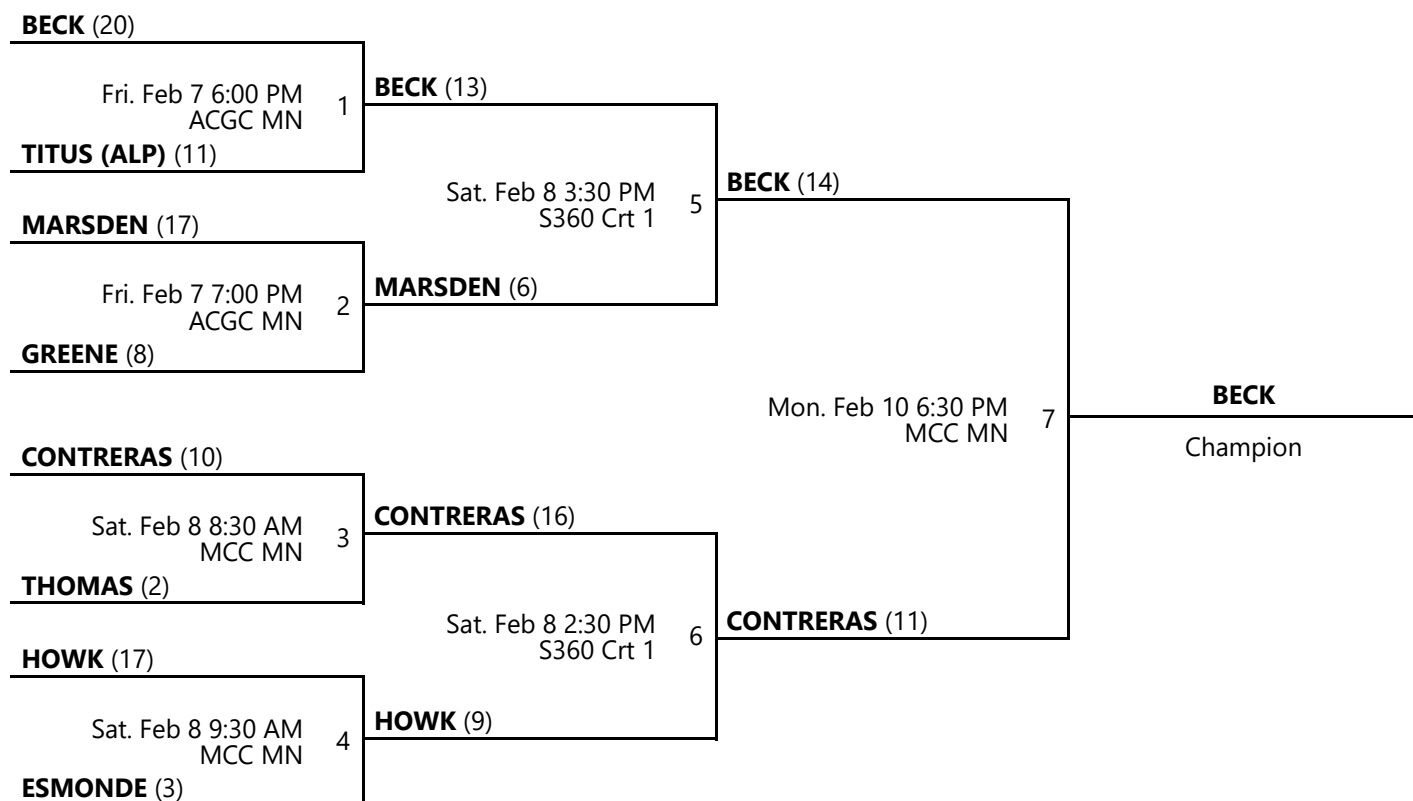 BECK (20)
Fri. Feb 7 6:00 PM
ACGC MN
1
TITUS (ALP) (11)
BECK (13)
MARSDEN (17)
Fri. Feb 7 7:00 PM
ACGC MN
2
GREENE (8)
MARSDEN (6)
Sat. Feb 8 3:30 PM
S360 Crt 1
5
BECK (14)
CONTRERAS (10)
Sat. Feb 8 8:30 AM
MCC MN
3
THOMAS (2)
CONTRERAS (16)
HOWK (17)
Sat. Feb 8 9:30 AM
MCC MN
4
ESMONDE (3)
HOWK (9)
Sat. Feb 8 2:30 PM
S360 Crt 1
6
CONTRERAS (11)
Mon. Feb 10 6:30 PM
MCC MN
7
BECK
Champion